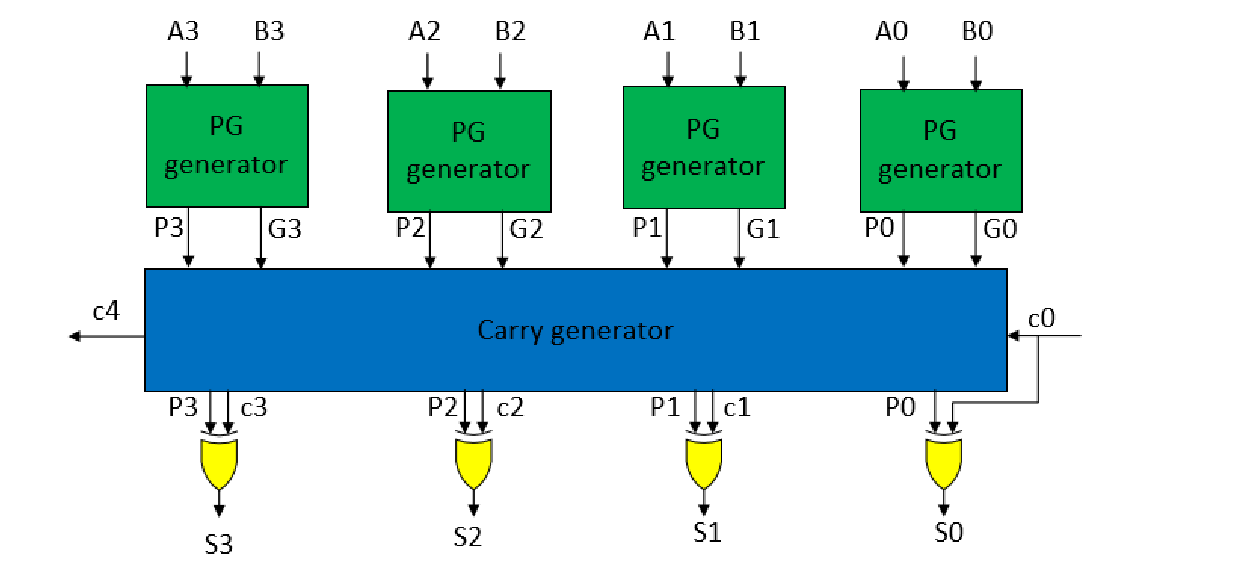 A3 B3 A2 B2 A1 B1 A0 B0
PG
generator
PG
generator
PG
generator
PG
generator
P3 G3 P2 G2 P1 G1 P0 G0
c4 Carry generator c0
P3 c3 P2 c2 P1 c1 P0
S3 S2 S1 S0